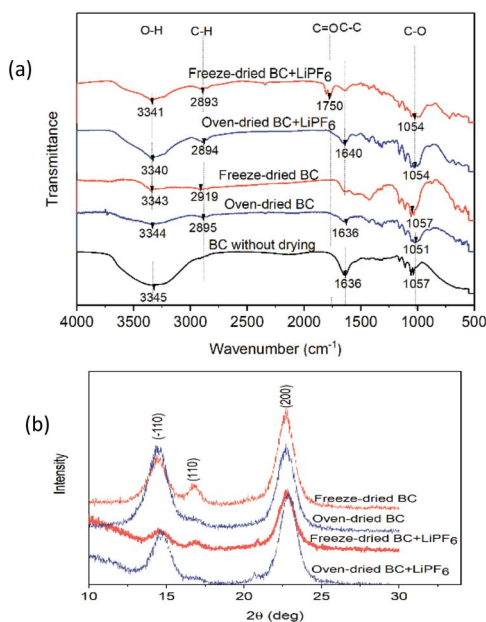 (a)
O-H C-H C=O C-C C-O
Freeze-dried BC+LiPF6
3341 2893 1750 1054
Oven-dried BC+LiPF6
3340 2894 1640 1054
Freeze-dried BC
3343 2919 1057
Oven-dried BC
3344 2895 1636 1051
BC without drying
3345 1636 1057
Transmittance
4000 3500 3000 2500 2000 1500 1000 500
Wavenumber (cm-1)
(b)
(-110) (110) (200)
Intensity
Freeze-dried BC
Oven-dried BC
Freeze-dried BC+LiPF6
Oven-dried BC+LiPF6
10 15 20 25 30
2θ (deg)